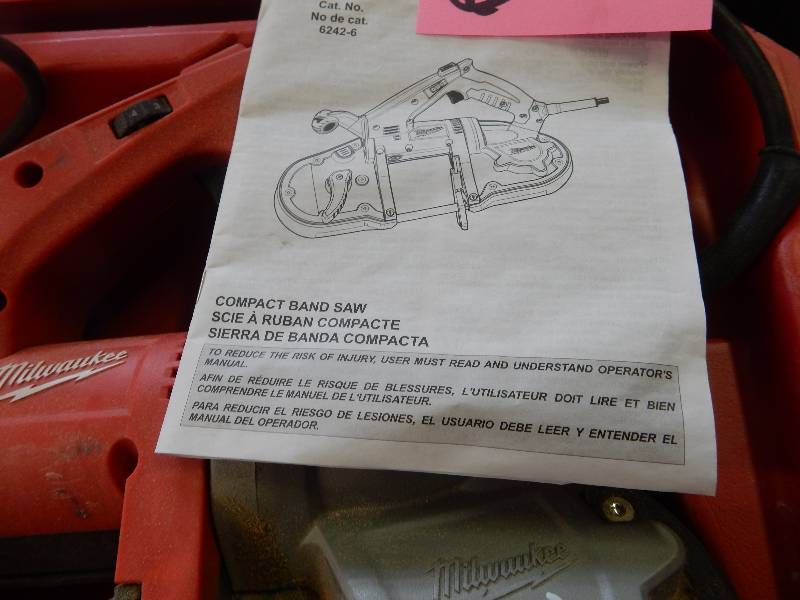 Cat. No.
No de cat.
6242-6
Milwaukee
COMPACT BAND SAW
SCIE À RUBAN COMPACTE
SIERRA DE BANDA COMPACTA
TO REDUCE THE RISK OF INJURY, USER MUST READ AND UNDERSTAND OPERATOR'S
MANUAL.
AFIN DE RÉDUIRE LE RISQUE DE BLESSURES, L'UTILISATEUR DOIT LIRE ET BIEN
COMPRENDRE LE MANUEL DE L'UTILISATEUR.
PARA REDUCIR EL RIESGO DE LESIONES, EL USUARIO DEBE LEER Y ENTENDER EL
MANUAL DEL OPERADOR.
Milwaukee
Milwaukee